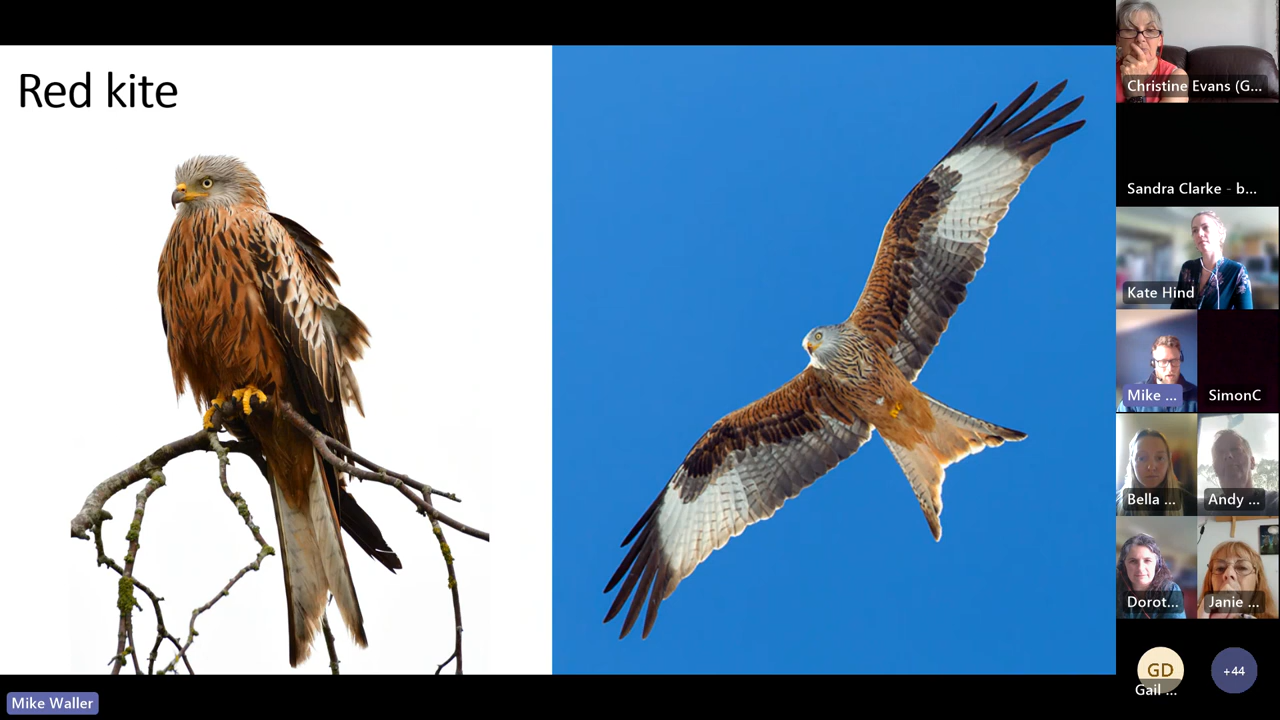 Red kite
Christine Evans (G...
Sandra Clarke - b...
Kate Hind
Mike ...
SimonC
Bella ...
Andy ...
Dorot...
Janie ...
GD
Gail ...
+44
Mike Waller